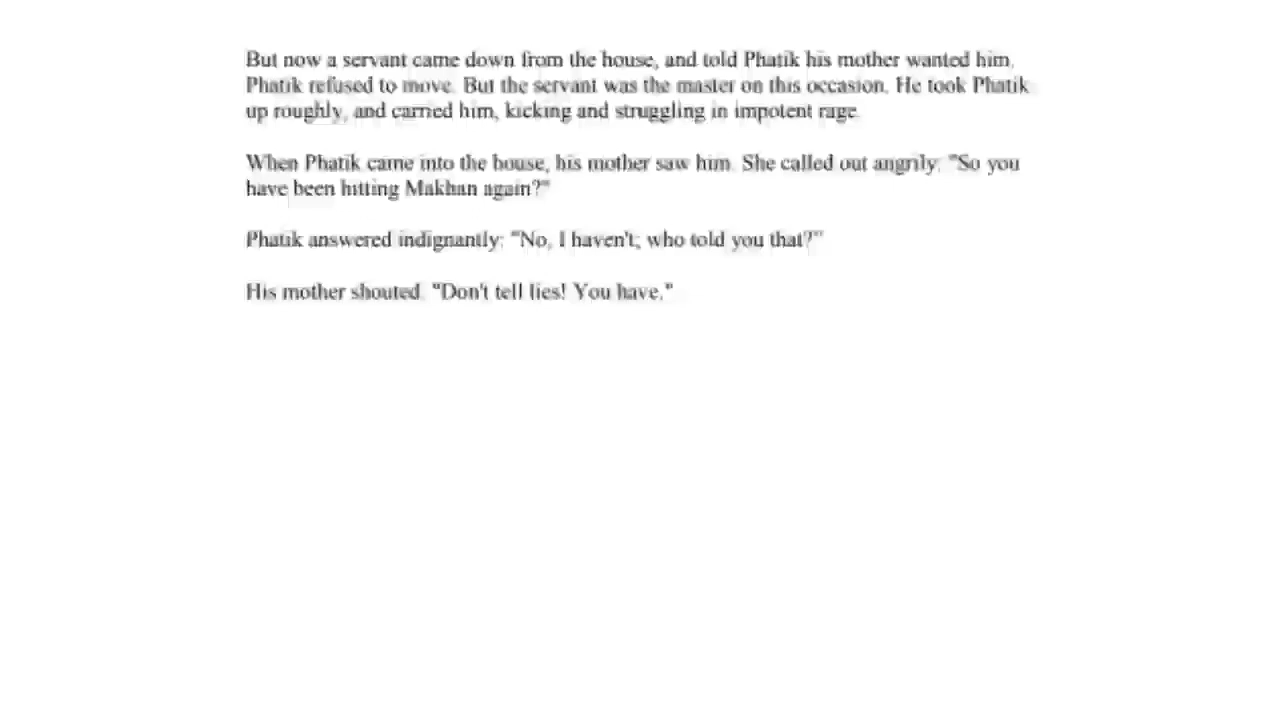 But now a servant came down from the house, and told Phatik his mother wanted him.
Phatik refused to move. But the servant was the master on this occasion. He took Phatik
up roughly, and carried him, kicking and struggling in impotent rage.
When Phatik came into the house, his mother saw him. She called out angrily: "So you
have been hitting Makhan again?"
Phatik answered indignantly: "No, I haven't; who told you that?"
His mother shouted: "Don't tell lies! You have."